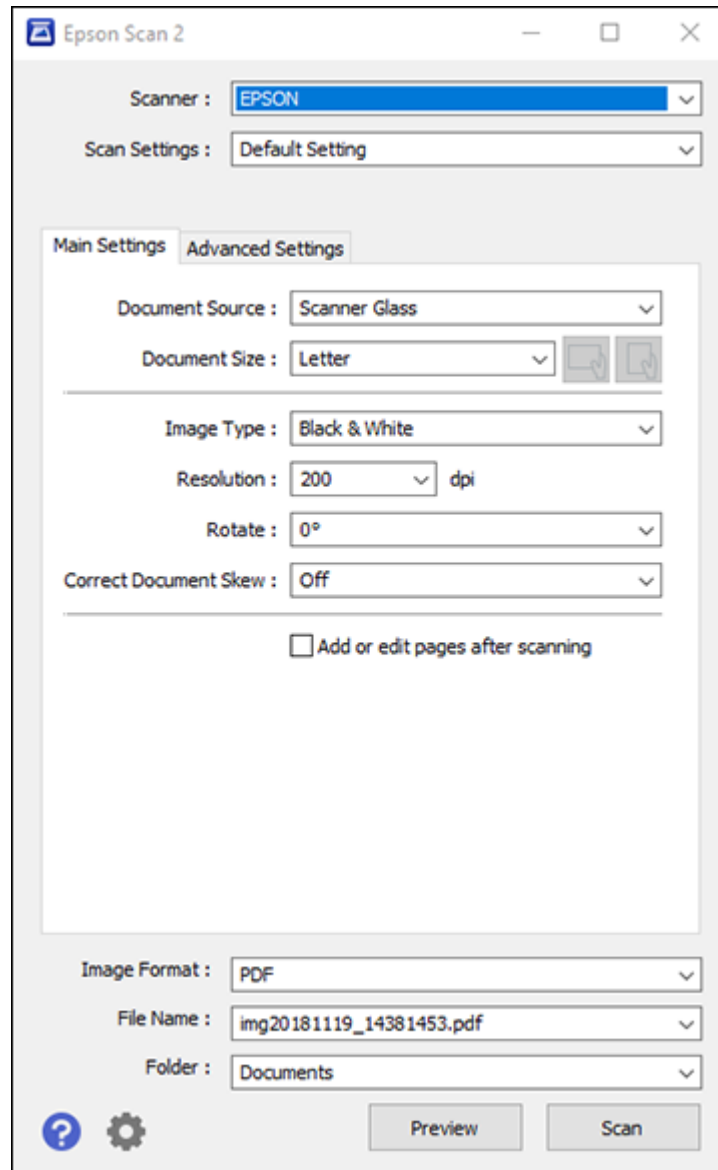 Epson Scan 2
Scanner : EPSON
Scan Settings : Default Setting
Main Settings Advanced Settings
Document Source : Scanner Glass
Document Size : Letter
Image Type : Black & White
Resolution : 200 dpi
Rotate : 0°
Correct Document Skew : Off
Add or edit pages after scanning
Image Format : PDF
File Name : img20181119_14381453.pdf
Folder : Documents
? Preview Scan